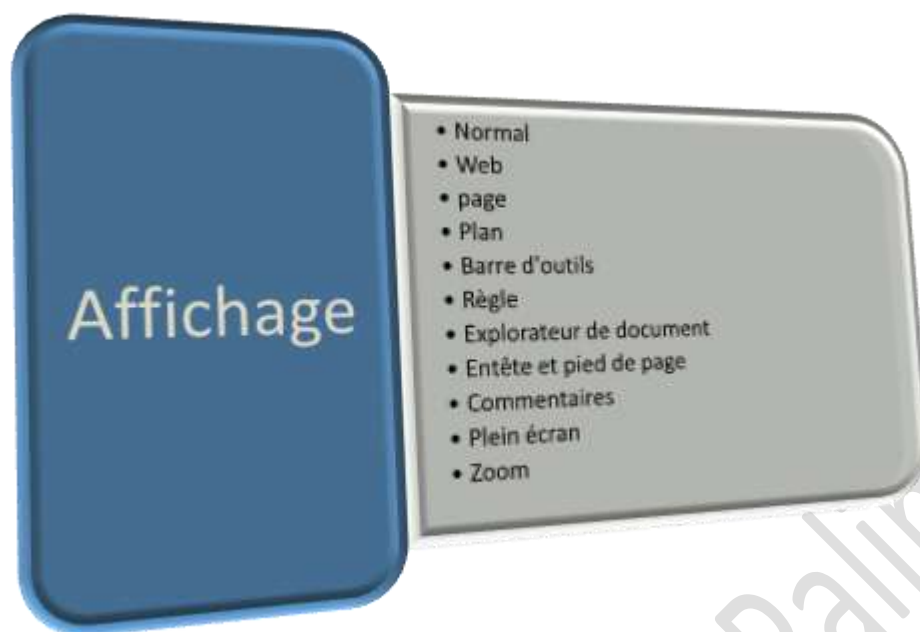 Affichage
• Normal
• Web
• page
• Plan
• Barre d'outils
• Règle
• Explorateur de document
• Entête et pied de page
• Commentaires
• Plein écran
• Zoom